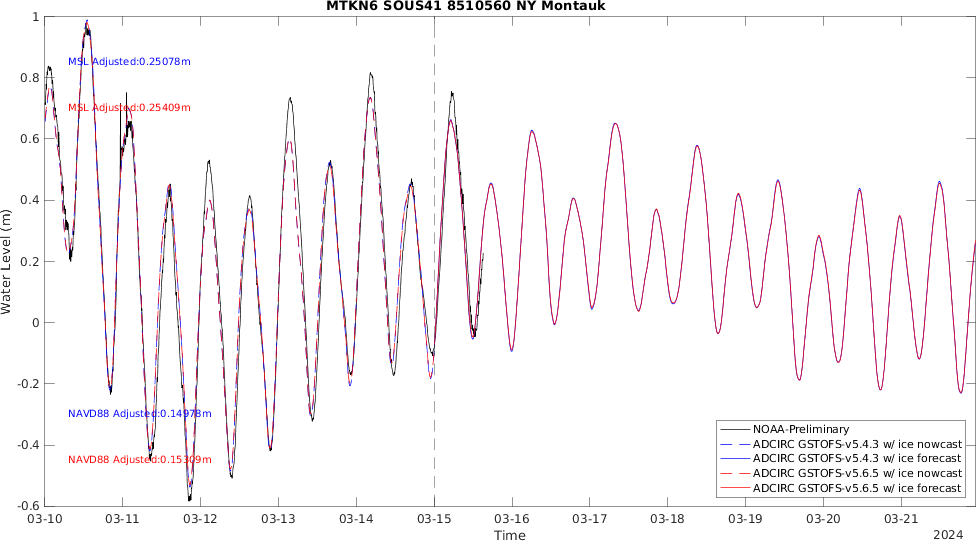 MTKN6 SOUS41 8510560 NY Montauk
1
0.8
0.6
0.4
0.2
0
-0.2
-0.4
-0.6
Water Level (m)
MSL Adjusted:0.25078m
MSL Adjusted:0.25409m
NAVD88 Adjusted:0.14978m
NAVD88 Adjusted:0.15309m
NOAA-Preliminary
ADCIRC GSTOFS-v5.4.3 w/ ice nowcast
ADCIRC GSTOFS-v5.4.3 w/ ice forecast
ADCIRC GSTOFS-v5.6.5 w/ ice nowcast
ADCIRC GSTOFS-v5.6.5 w/ ice forecast
03-10 03-11 03-12 03-13 03-14 03-15 03-16 03-17 03-18 03-19 03-20 03-21
Time
2024